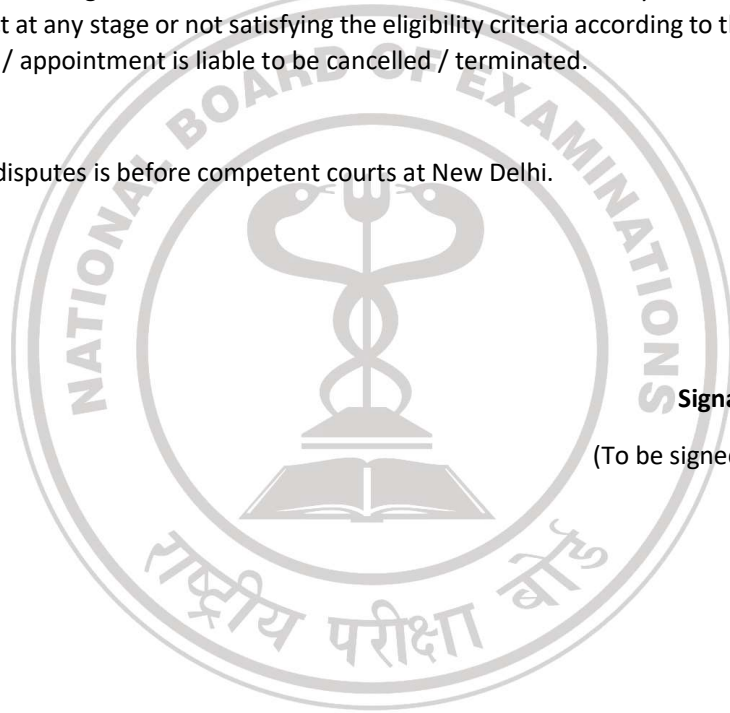 t at any stage or not satisfying the eligibility criteria according to th
/ appointment is liable to be cancelled / terminated.
disputes is before competent courts at New Delhi.
NATIONAL BOARD OF EXAMINATIONS
Signa
(To be signed
राष्ट्रीय परीक्षा बोर्ड